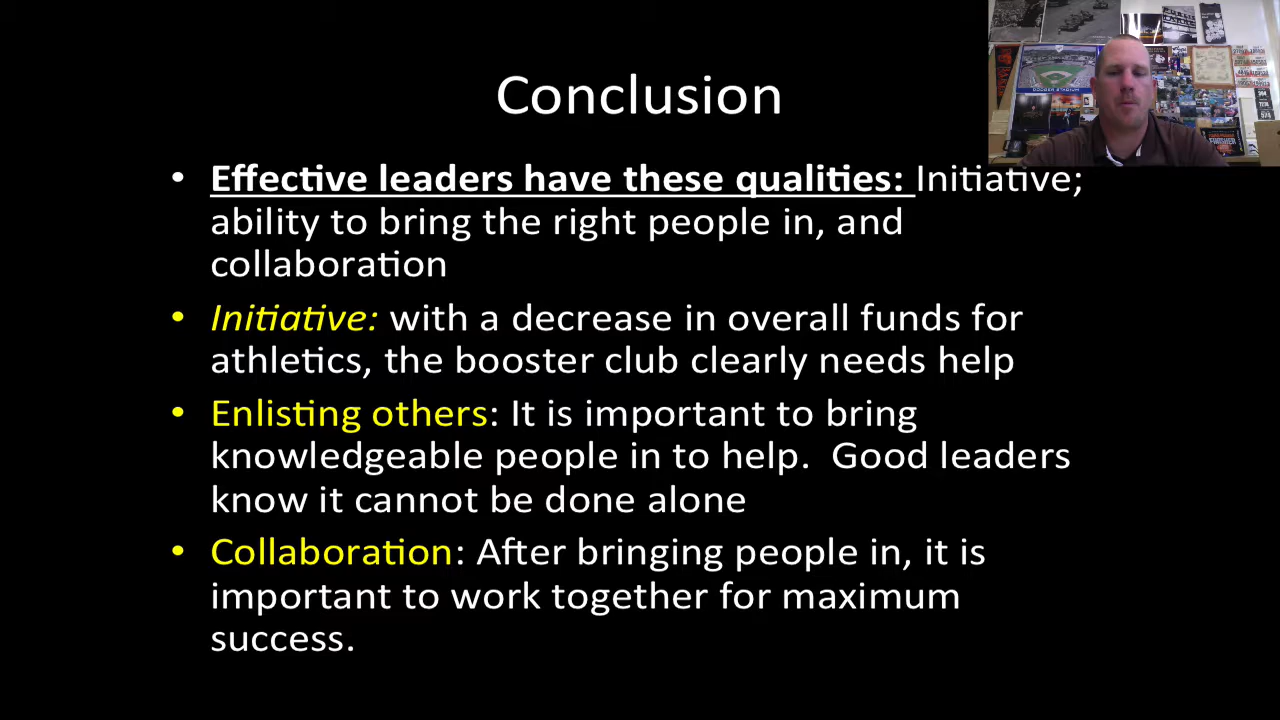 Conclusion
• Effective leaders have these qualities: Initiative;
ability to bring the right people in, and
collaboration
• Initiative: with a decrease in overall funds for
athletics, the booster club clearly needs help
• Enlisting others: It is important to bring
knowledgeable people in to help.  Good leaders
know it cannot be done alone
• Collaboration: After bringing people in, it is
important to work together for maximum
success.
DODGER STADIUM